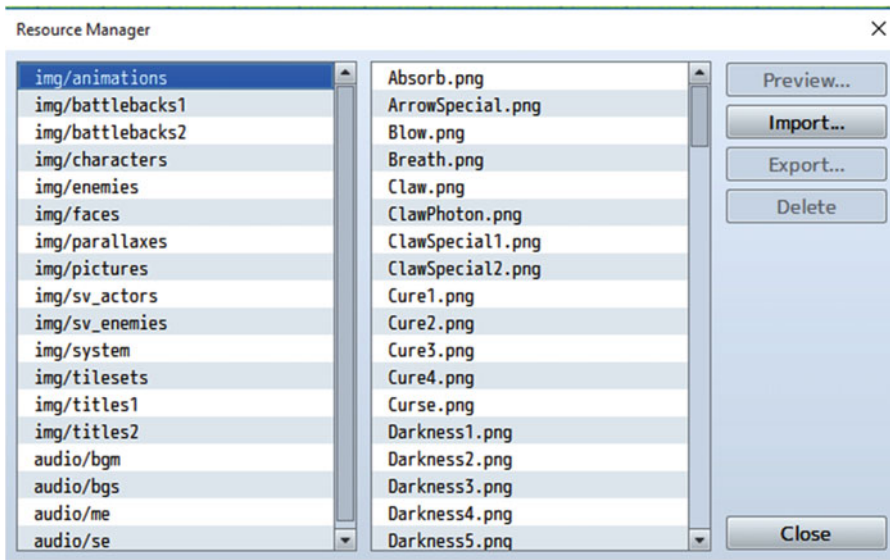 Resource Manager
img/animations
img/battlebacks1
img/battlebacks2
img/characters
img/enemies
img/faces
img/parallaxes
img/pictures
img/sv_actors
img/sv_enemies
img/system
img/tilesets
img/titles1
img/titles2
audio/bgm
audio/bgs
audio/me
audio/se
Absorb.png
ArrowSpecial.png
Blow.png
Breath.png
Claw.png
ClawPhoton.png
ClawSpecial1.png
ClawSpecial2.png
Cure1.png
Cure2.png
Cure3.png
Cure4.png
Curse.png
Darkness1.png
Darkness2.png
Darkness3.png
Darkness4.png
Darkness5.png
Preview...
Import...
Export...
Delete
Close